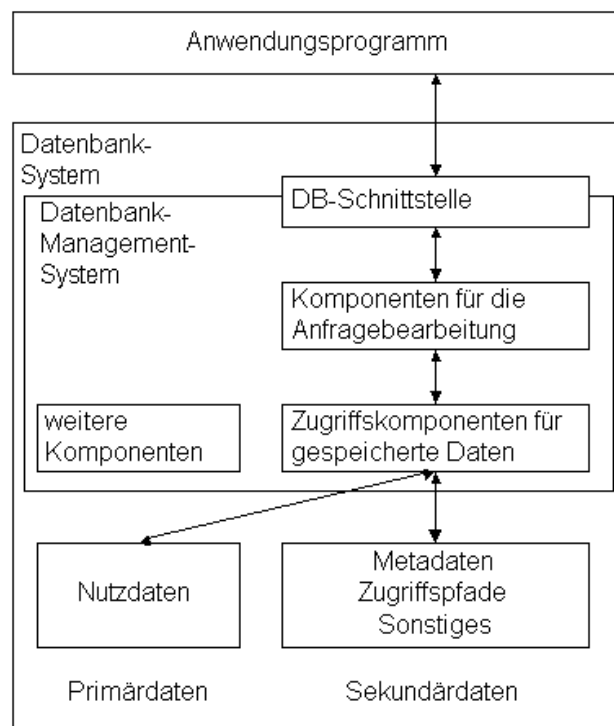 Anwendungsprogramm
Datenbank-
System
DB-Schnittstelle
Datenbank-
Management-
System
Komponenten für die
Anfragebearbeitung
weitere
Komponenten
Zugriffskomponenten für
gespeicherte Daten
Nutzdaten
Metadaten
Zugriffspfade
Sonstiges
Primärdaten
Sekundärdaten